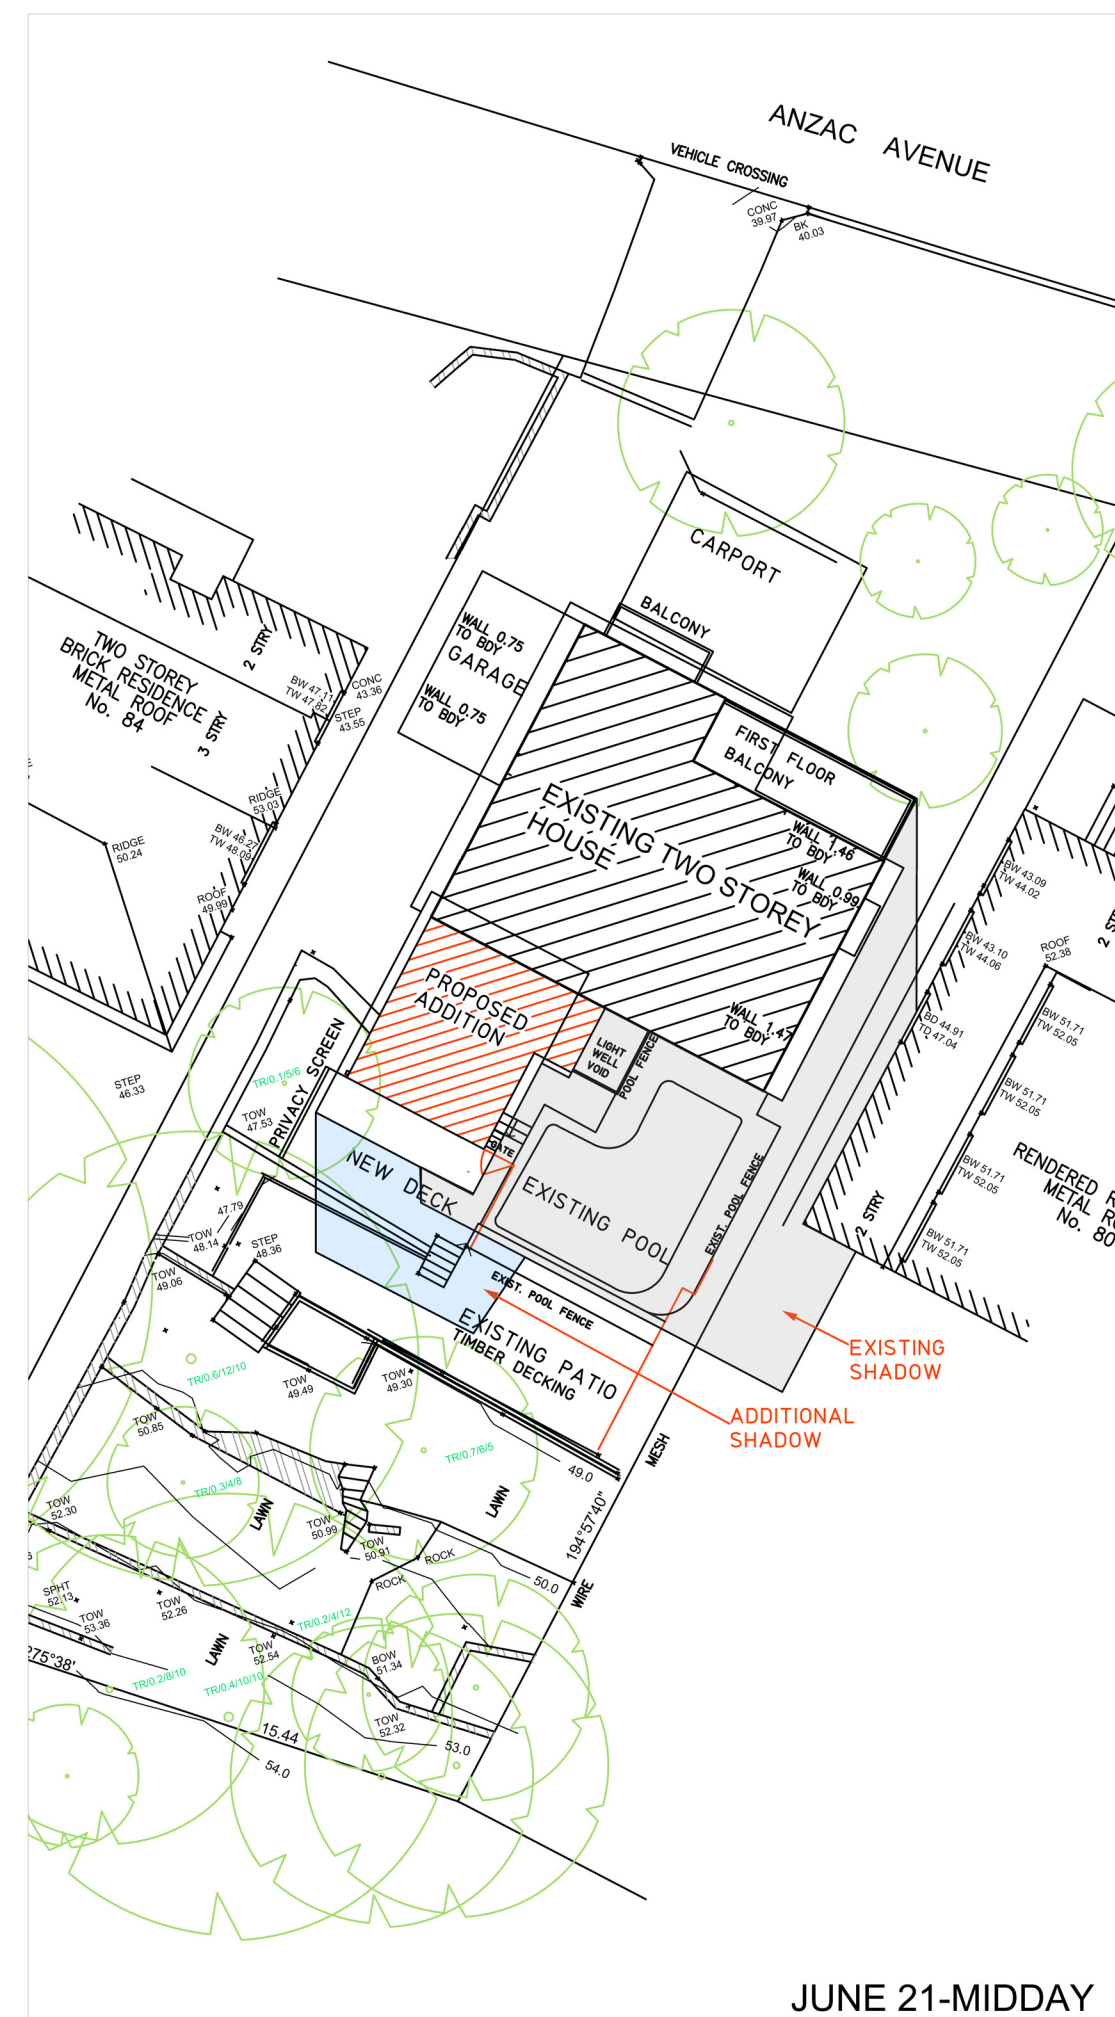 ANZAC AVENUE
VEHICLE CROSSING
CONC
39.97
BK
40.03
CARPORT
BALCONY
WALL 0.75
TO BDY
GARAGE
WALL 0.75
TO BDY
TWO STOREY
BRICK RESIDENCE
METAL ROOF
No. 84
2 STRY
3 STRY
BW 47.11
TW 47.82
CONC
43.36
STEP
43.55
FIRST FLOOR
BALCONY
EXISTING TWO STOREY
HOUSE
WALL 1.46
TO BDY
WALL 0.99
TO BDY
WALL 1.47
TO BDY
RIDGE
53.03
RIDGE
50.24
BW 46.27
TW 48.09
ROOF
49.99
BW 43.09
TW 44.02
BW 43.10
TW 44.06
ROOF
52.38
BD 44.91
TD 47.04
BW 51.71
TW 52.05
BW 51.71
TW 52.05
BW 51.71
TW 52.05
BW 51.71
TW 52.05
2 STRY
RENDERED
METAL
No. 80
PROPOSED
ADDITION
LIGHT
WELL
VOID
POOL FENCE
PRIVACY SCREEN
STEP
46.33
TR/0.1/5/6
TOW
47.53
GATE
NEW DECK
EXISTING POOL
EXIST. POOL FENCE
47.79
TOW
48.14
STEP
48.36
TOW
49.06
EXIST. POOL FENCE
EXISTING PATIO
TIMBER DECKING
EXISTING
SHADOW
ADDITIONAL
SHADOW
TR/0.6/12/10
TOW
49.49
TOW
49.30
TOW
50.85
TR/0.7/6/5
49.0
MESH
TR/0.3/4/8
LAWN
LAWN
194°57'40"
TOW
52.30
TOW
50.99
TOW
50.91
ROCK
ROCK
50.0
WIRE
SPHT
52.13
TOW
53.36
TOW
52.26
TR/0.2/4/12
LAWN
TOW
52.54
BOW
51.34
275°38'
TR/0.2/8/10
TR/0.4/10/10
TOW
52.32
15.44
53.0
54.0
JUNE 21-MIDDAY